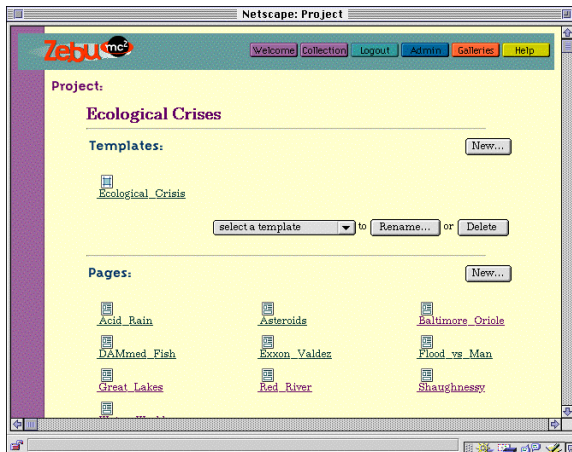 Netscape: Project
Zebu mc²
Welcome Collection Logout Admin Galleries Help
Project:
Ecological Crises
Templates:
New...
Ecological_Crisis
select a template to Rename... or Delete
Pages:
New...
Acid_Rain Asteroids Baltimore_Oriole
DAMmed_Fish Exxon_Valdez Flood_vs_Man
Great_Lakes Red_River Shaughnessy